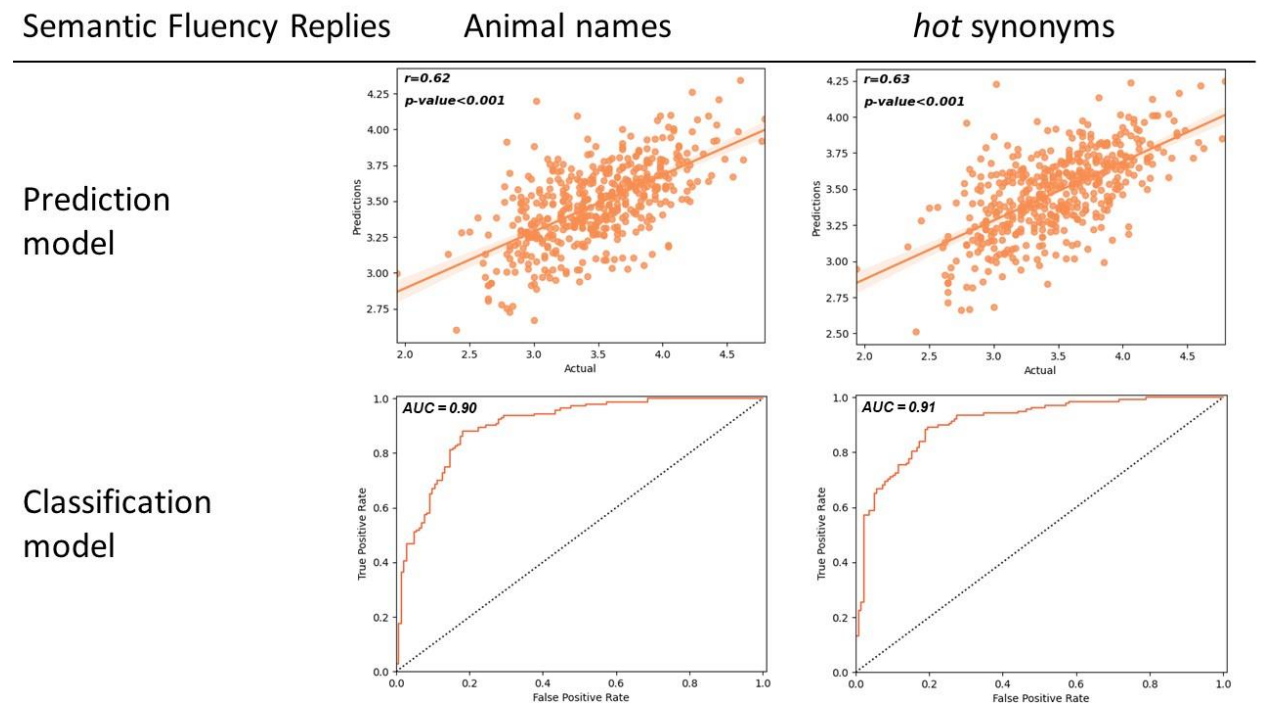 Semantic Fluency Replies Animal names hot synonyms
Prediction
model
r=0.62
p-value<0.001
4.25
4.00
3.75
3.50
3.25
3.00
2.75
Predictions
2.0 2.5 3.0 3.5 4.0 4.5
Actual
r=0.63
p-value<0.001
4.25
4.00
3.75
3.50
3.25
3.00
2.75
2.50
Predictions
2.0 2.5 3.0 3.5 4.0 4.5
Actual
Classification
model
AUC = 0.90
1.0
0.8
0.6
0.4
0.2
0.0
True Positive Rate
0.0 0.2 0.4 0.6 0.8 1.0
False Positive Rate
AUC = 0.91
1.0
0.8
0.6
0.4
0.2
0.0
True Positive Rate
0.0 0.2 0.4 0.6 0.8 1.0
False Positive Rate